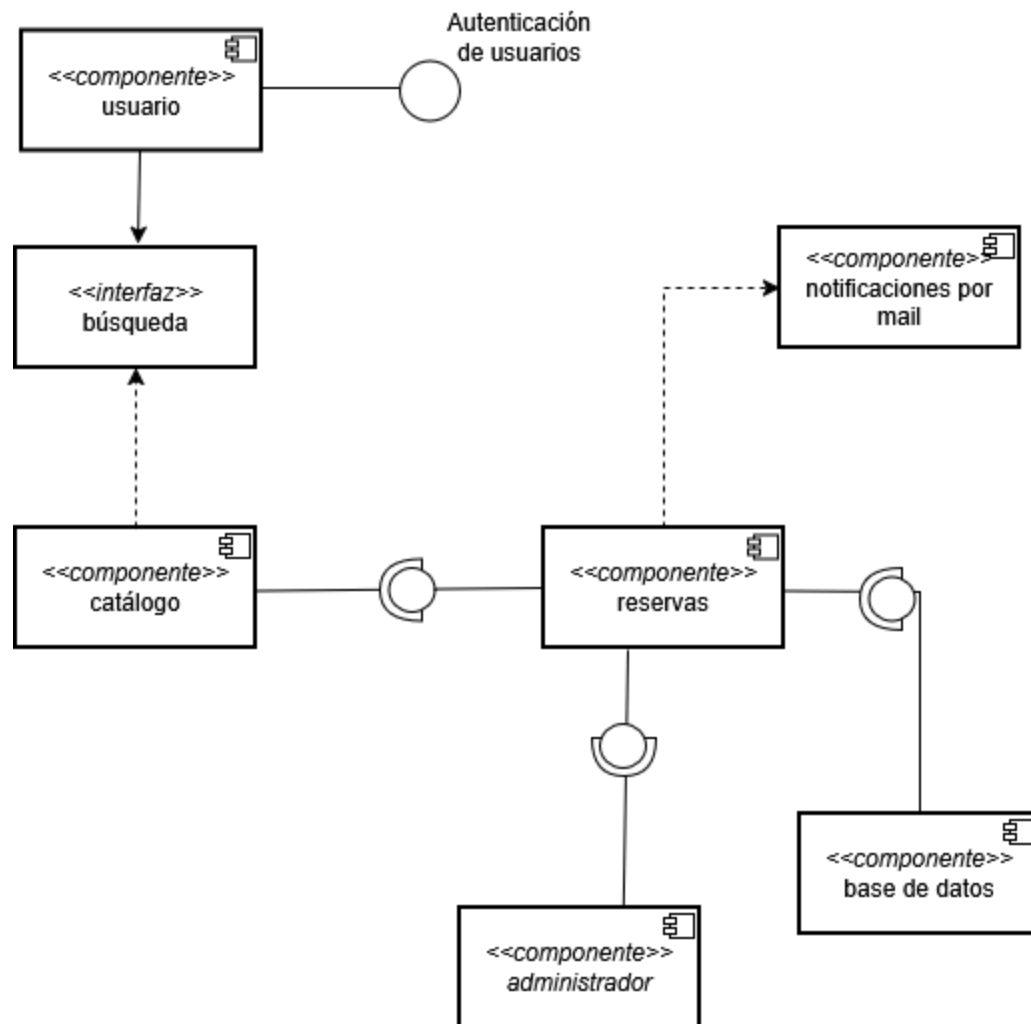 Autenticación
de usuarios
<<componente>>
usuario
<<interfaz>>
búsqueda
<<componente>>
notificaciones por
mail
<<componente>>
catálogo
<<componente>>
reservas
<<componente>>
base de datos
<<componente>>
administrador